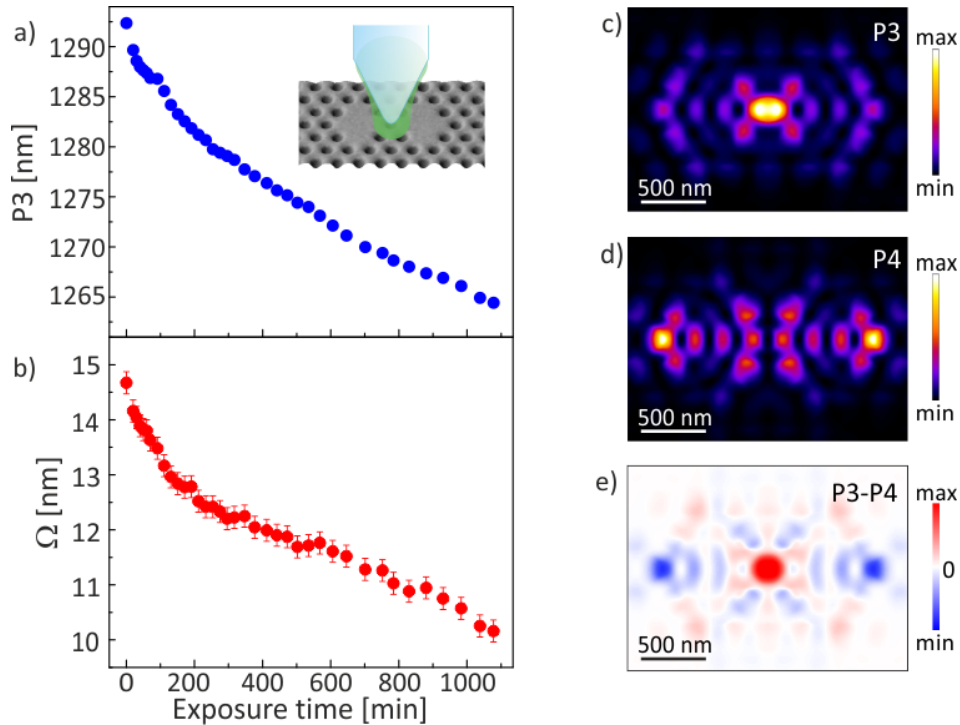 a)
P3 [nm]
1290
1285
1280
1275
1270
1265
b)
Ω [nm]
15
14
13
12
11
10
0 200 400 600 800 1000
Exposure time [min]
c)
P3
500 nm
max
min
d)
P4
500 nm
max
min
e)
P3-P4
500 nm
max
0
min